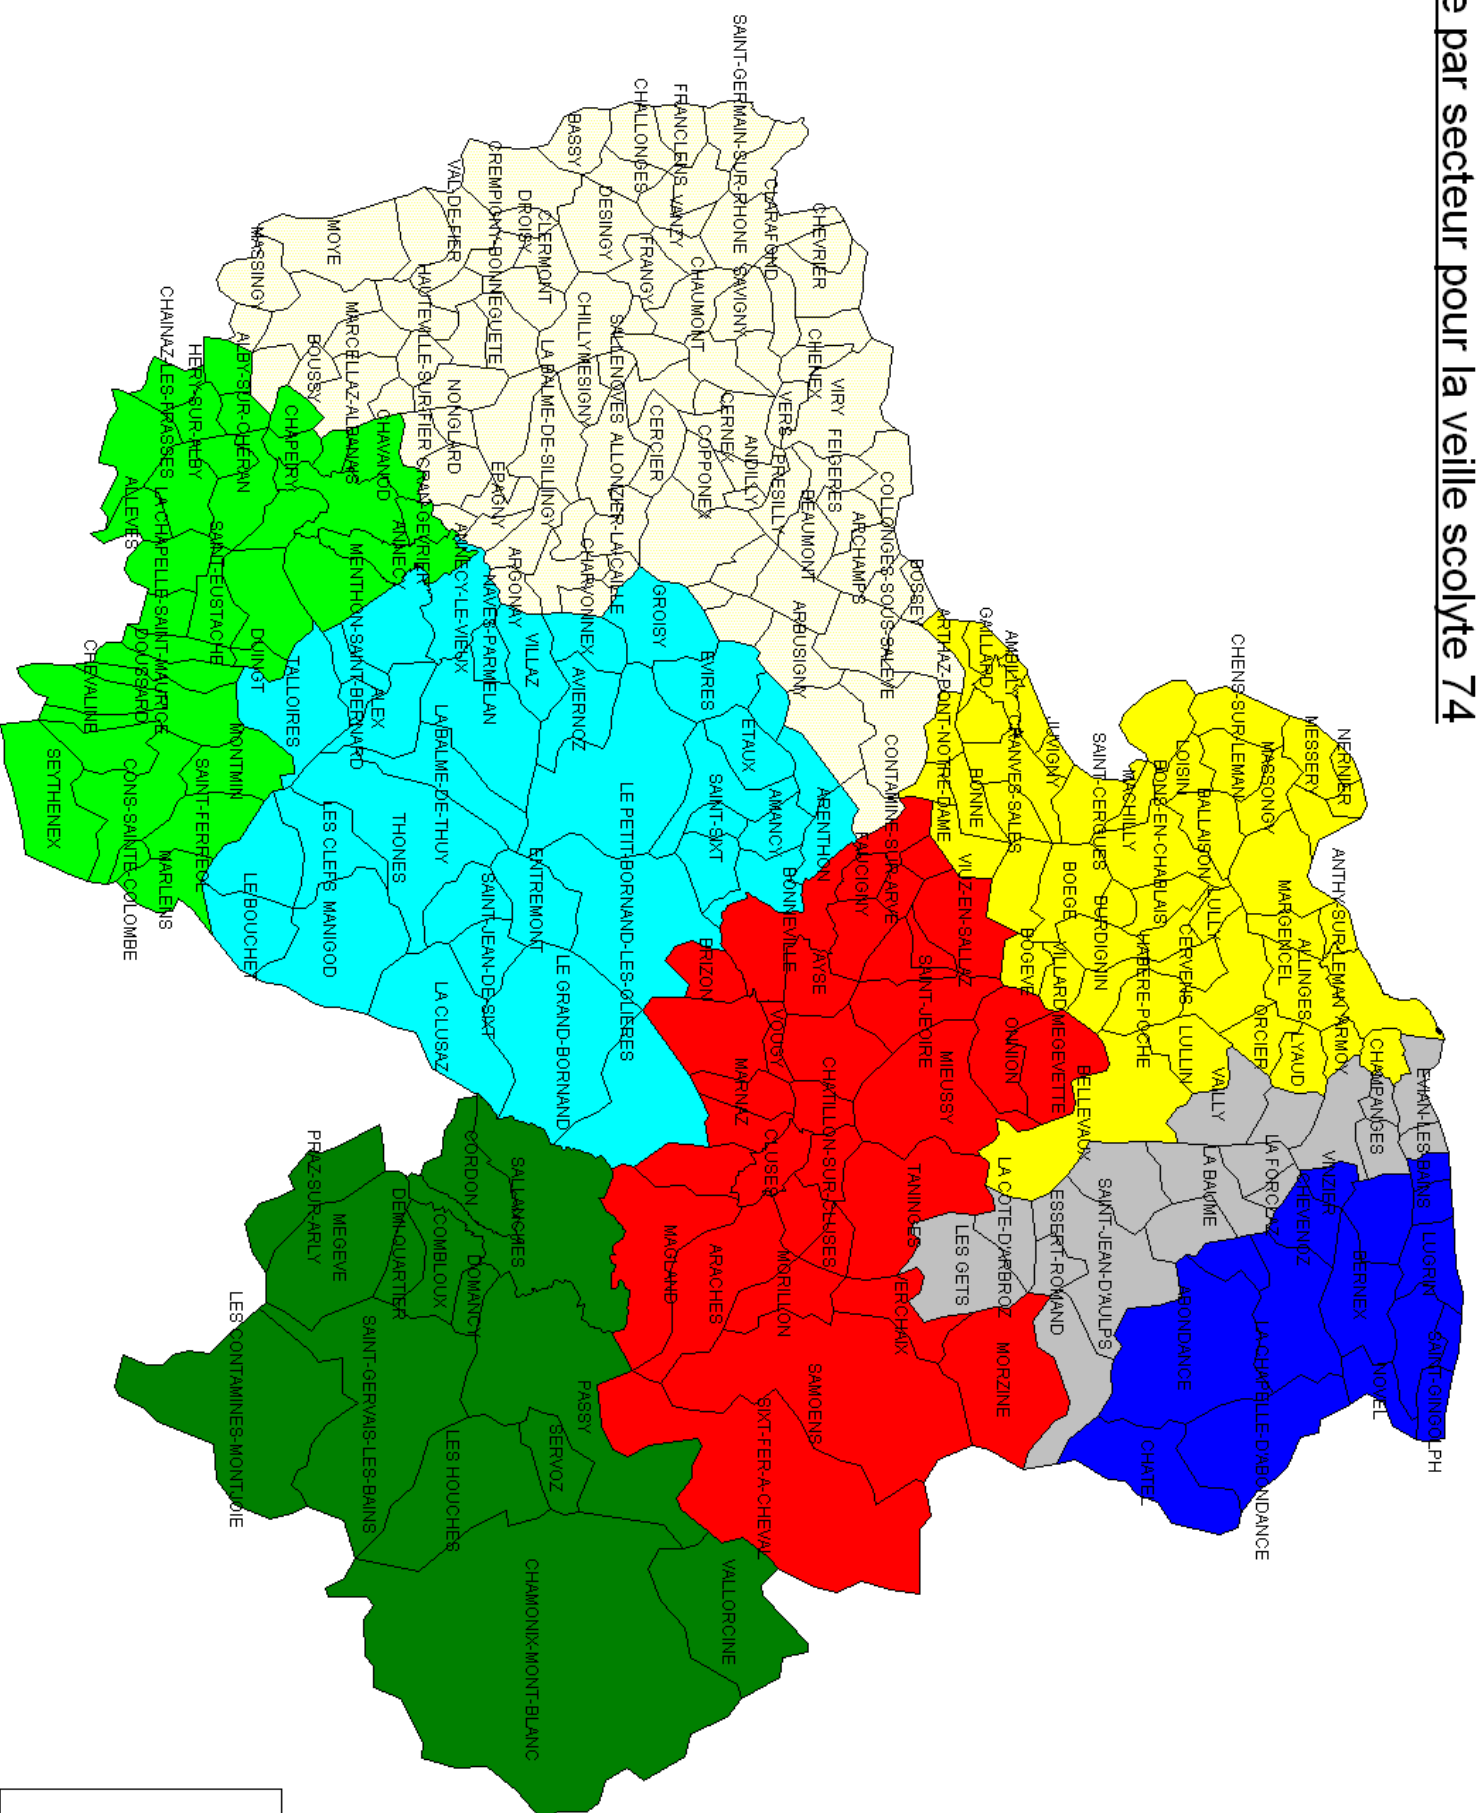 e par secteur pour la veille scolyte 74
NERNIER
MESSERY
MASSONGY
CHENS-SUR-LEMAN
ANTHY-SUR-LEMAN
ARMOY
MARGENCEL
ALLINGES
LYAUD
ORCIER
CHAMPANGES
EVIAN-LES-BAINS
LUGRIN
SAINT-GINGOLPH
NOVEL
BERNEX
VINZIER
CHEVENOZ
LA FORCLAZ
LA CHAPELLE-D'ABONDANCE
ABONDANCE
CHATEL
LOISIN
BALLAISON
LULLY
BONS-EN-CHABLAIS
CERVENS
VAILLY
LULLIN
LA BAUME
MACHILLY
HABERE-POCHE
SAINT-CERGUES
BURDIGNIN
BOEGE
VILLARD
MEGEVETTE
BELLEVAUX
SAINT-JEAN-D'AULPS
ESSERT-ROMAND
JUVIGNY
AMBILLY
CRANVES-SALES
BOGEVE
ONNION
LA COTE-D'ARBROZ
MORZINE
GAILLARD
BONNE
VIUZ-EN-SALLAZ
LES GETS
ARTHAZ-PONT-NOTRE-DAME
MIEUSSY
SAINT-JEOIRE
TANINGES
VERCHAIX
BOSSEY
COLLONGES-SOUS-SALEVE
CONTAMINE-SUR-ARVE
FAUCIGNY
ARCHAMPS
VIRY
FEIGERES
CHEVRIER
CHENEX
BEAUMONT
ARBUSIGNY
ARENTHON
AYSE
CHATILLON-SUR-CLUSES
SAMOENS
VERS
PRESILLY
BONNEVILLE
AMANCY
VOUGY
CLUSES
MORILLON
SIXT-FER-A-CHEVAL
CLARAFOND
SAINT-GERMAIN-SUR-RHONE
SAVIGNY
ANDILLY
CERNEX
ETAUX
MARNAZ
VALLORCINE
CHAUMONT
COPPONEX
EVIRES
SAINT-SIXT
BRIZON
ARACHES
FRANCLENS
VANZY
MAGLAND
CHALLONGES
FRANGY
CERCIER
GROISY
DESINGY
SALLENOVES
ALLONZIER-LA-CAILLE
LE PETIT-BORNAND-LES-GLIERES
BASSY
CHILLY
MESIGNY
CHARVONNEX
AVIERNOZ
LE GRAND-BORNAND
PASSY
SERVOZ
CLERMONT
LA BALME-DE-SILLINGY
ENTREMONT
DROISY
ARGONAY
VILLAZ
SALLANCHES
CHAMONIX-MONT-BLANC
CREMPIGNY-BONNEGUETE
EPAGNY
NAVES-PARMELAN
SAINT-JEAN-DE-SIXT
CORDON
DOMANCY
VAL-DE-FIER
NONGLARD
ANNECY-LE-VIEUX
LA BALME-DE-THUY
LA CLUSAZ
COMBLOUX
LES HOUCHES
HAUTEVILLE-SUR-FIER
CRAN-GEVRIER
THONES
DEMI-QUARTIER
CHAVANOD
ANNECY
ALEX
SAINT-GERVAIS-LES-BAINS
MARCELLAZ-ALBANAIS
MENTHON-SAINT-BERNARD
LES CLEFS
MANIGOD
MEGEVE
MOYE
BOUSSY
PRAZ-SUR-ARLY
CHAPEIRY
TALLOIRES
MASSINGY
DUINGT
LE BOUCHET
LES CONTAMINES-MONTJOIE
ALBY-SUR-CHERAN
MONTMIN
SAINT-EUSTACHE
SAINT-FERREOL
HERY-SUR-ALBY
CHAINAZ-LES-FRASSES
LA CHAPELLE-SAINT-MAURICE
MARLENS
ALLEVES
DOUSSARD
CONS-SAINTE-COLOMBE
CHEVALINE
SEYTHENEX